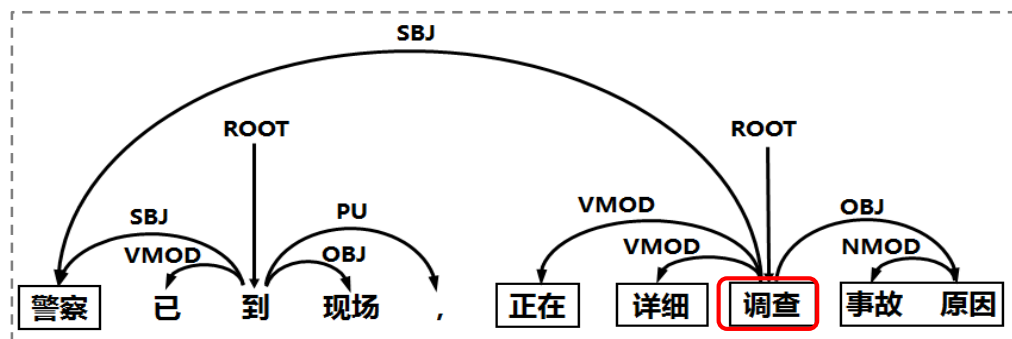 SBJ
ROOT ROOT
SBJ PU VMOD OBJ
VMOD OBJ VMOD NMOD
警察 已 到 现场 , 正在 详细 调查 事故 原因